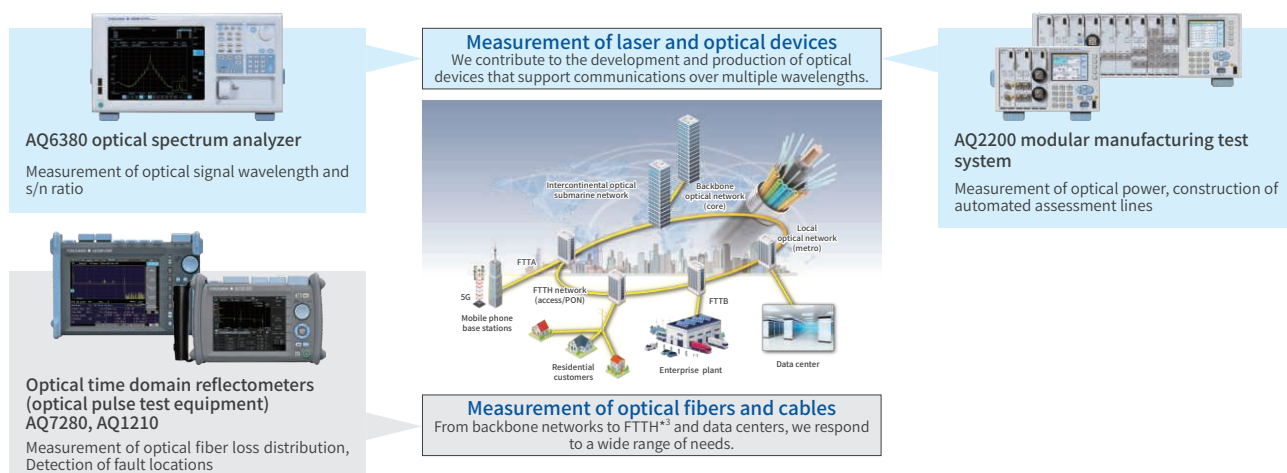 Measurement of laser and optical devices
We contribute to the development and production of optical
devices that support communications over multiple wavelengths.
AQ6380 optical spectrum analyzer
Measurement of optical signal wavelength and
s/n ratio
AQ2200 modular manufacturing test
system
Measurement of optical power, construction of
automated assessment lines
Intercontinental optical
submarine network
Backbone
optical network
(core)
Local
optical network
(metro)
FTTA
FTTH network
(access/PON)
5G
Mobile phone
base stations
FTTB
Residential
customers
Enterprise plant
Data center
Optical time domain reflectometers
(optical pulse test equipment)
AQ7280, AQ1210
Measurement of optical fiber loss distribution,
Detection of fault locations
Measurement of optical fibers and cables
From backbone networks to FTTH*3 and data centers, we respond
to a wide range of needs.